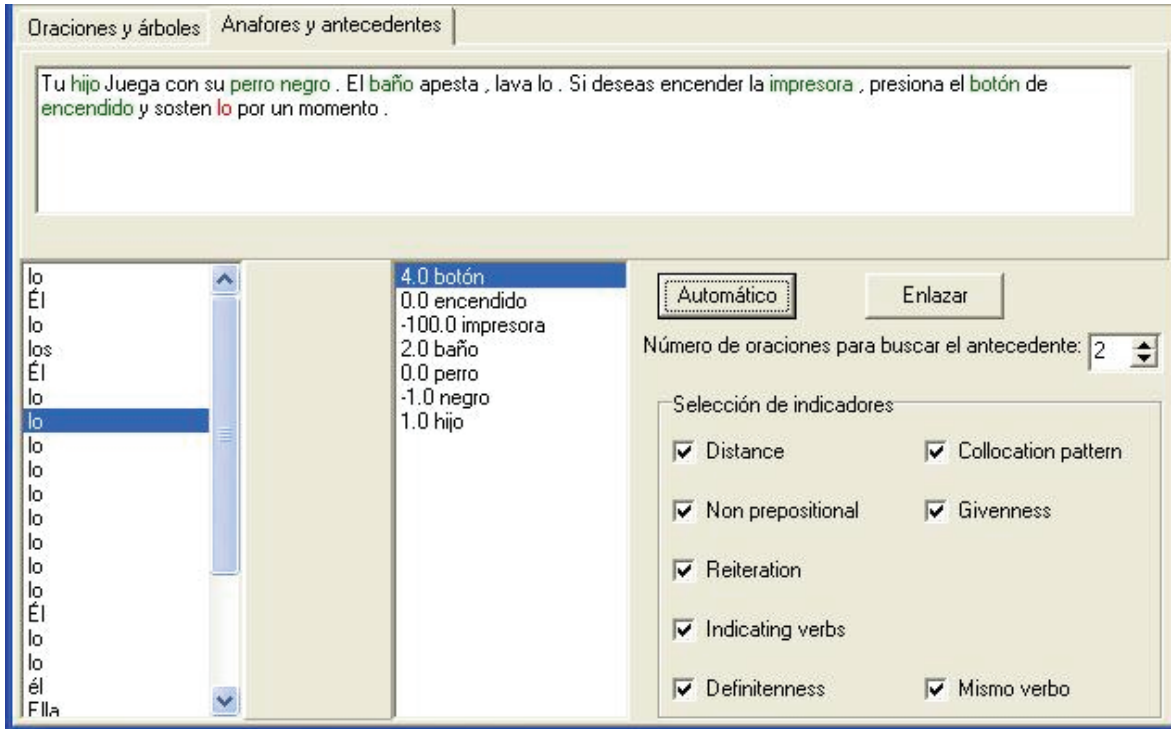 Oraciones y árboles
Anafores y antecedentes
Tu hijo Juega con su perro negro . El baño apesta , lava lo . Si deseas encender la impresora , presiona el botón de
encendido y sosten lo por un momento .
lo
Él
lo
los
Él
lo
lo
lo
lo
lo
lo
lo
lo
lo
Él
lo
lo
él
Ella
4.0 botón
0.0 encendido
-100.0 impresora
2.0 baño
0.0 perro
-1.0 negro
1.0 hijo
Automático
Enlazar
Número de oraciones para buscar el antecedente: 2
Selección de indicadores
Distance
Collocation pattern
Non prepositional
Givenness
Reiteration
Indicating verbs
Definitenness
Mismo verbo